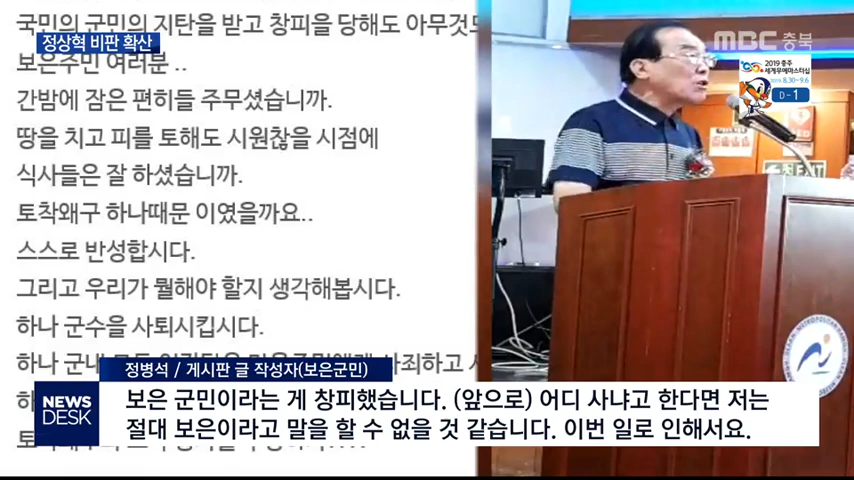 국민의 군민의 지탄을 받고 창피을 당해도 아무것도
정상혁 비판 확산
보은주민 여러분 ..
간밤에 잠은 편히들 주무셨습니까.
땅을 치고 피를 토해도 시원찮을 시점에
식사들은 잘 하셨습니까.
토착왜구 하나때문 이였을까요..
스스로 반성합시다.
그리고 우리가 뭘해야 할지 생각해봅시다.
하나 군수을 사퇴시킵시다.
MBC 충북
2019 충주
세계무예마스터십
2019 8.30~9.6
D-1
EXIT
정병석 / 게시판 글 작성자(보은군민)
NEWS
DESK
보은 군민이라는 게 창피했습니다. (앞으로) 어디 사냐고 한다면 저는
절대 보은이라고 말을 할 수 없을 것 같습니다. 이번 일로 인해서요.